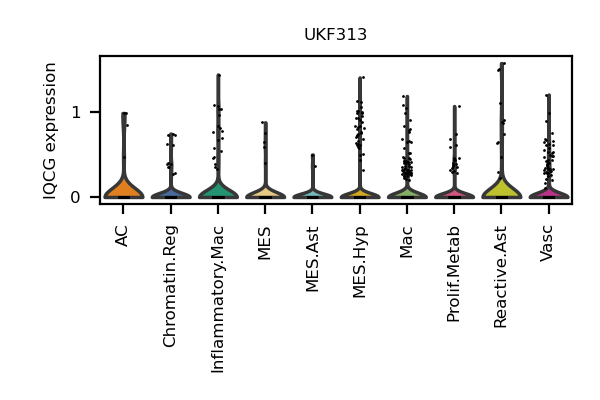 UKF313
IQCG expression
1
0
AC
Chromatin.Reg
Inflammatory.Mac
MES
MES.Ast
MES.Hyp
Mac
Prolif.Metab
Reactive.Ast
Vasc